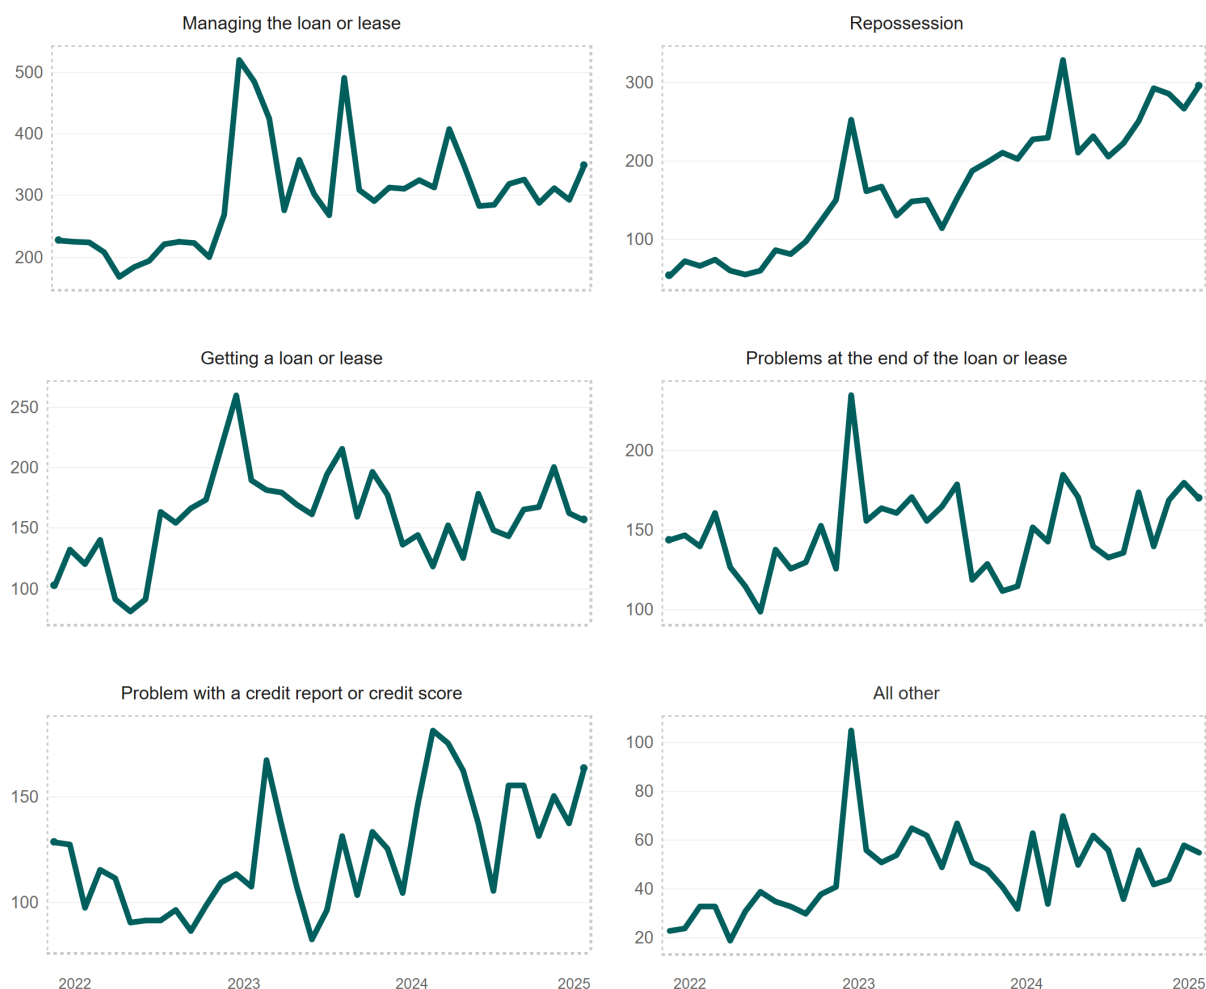 Managing the loan or lease
500
400
300
200
Repossession
300
200
100
Getting a loan or lease
250
200
150
100
Problems at the end of the loan or lease
200
150
100
Problem with a credit report or credit score
150
100
2022 2023 2024 2025
All other
100
80
60
40
20
2022 2023 2024 2025